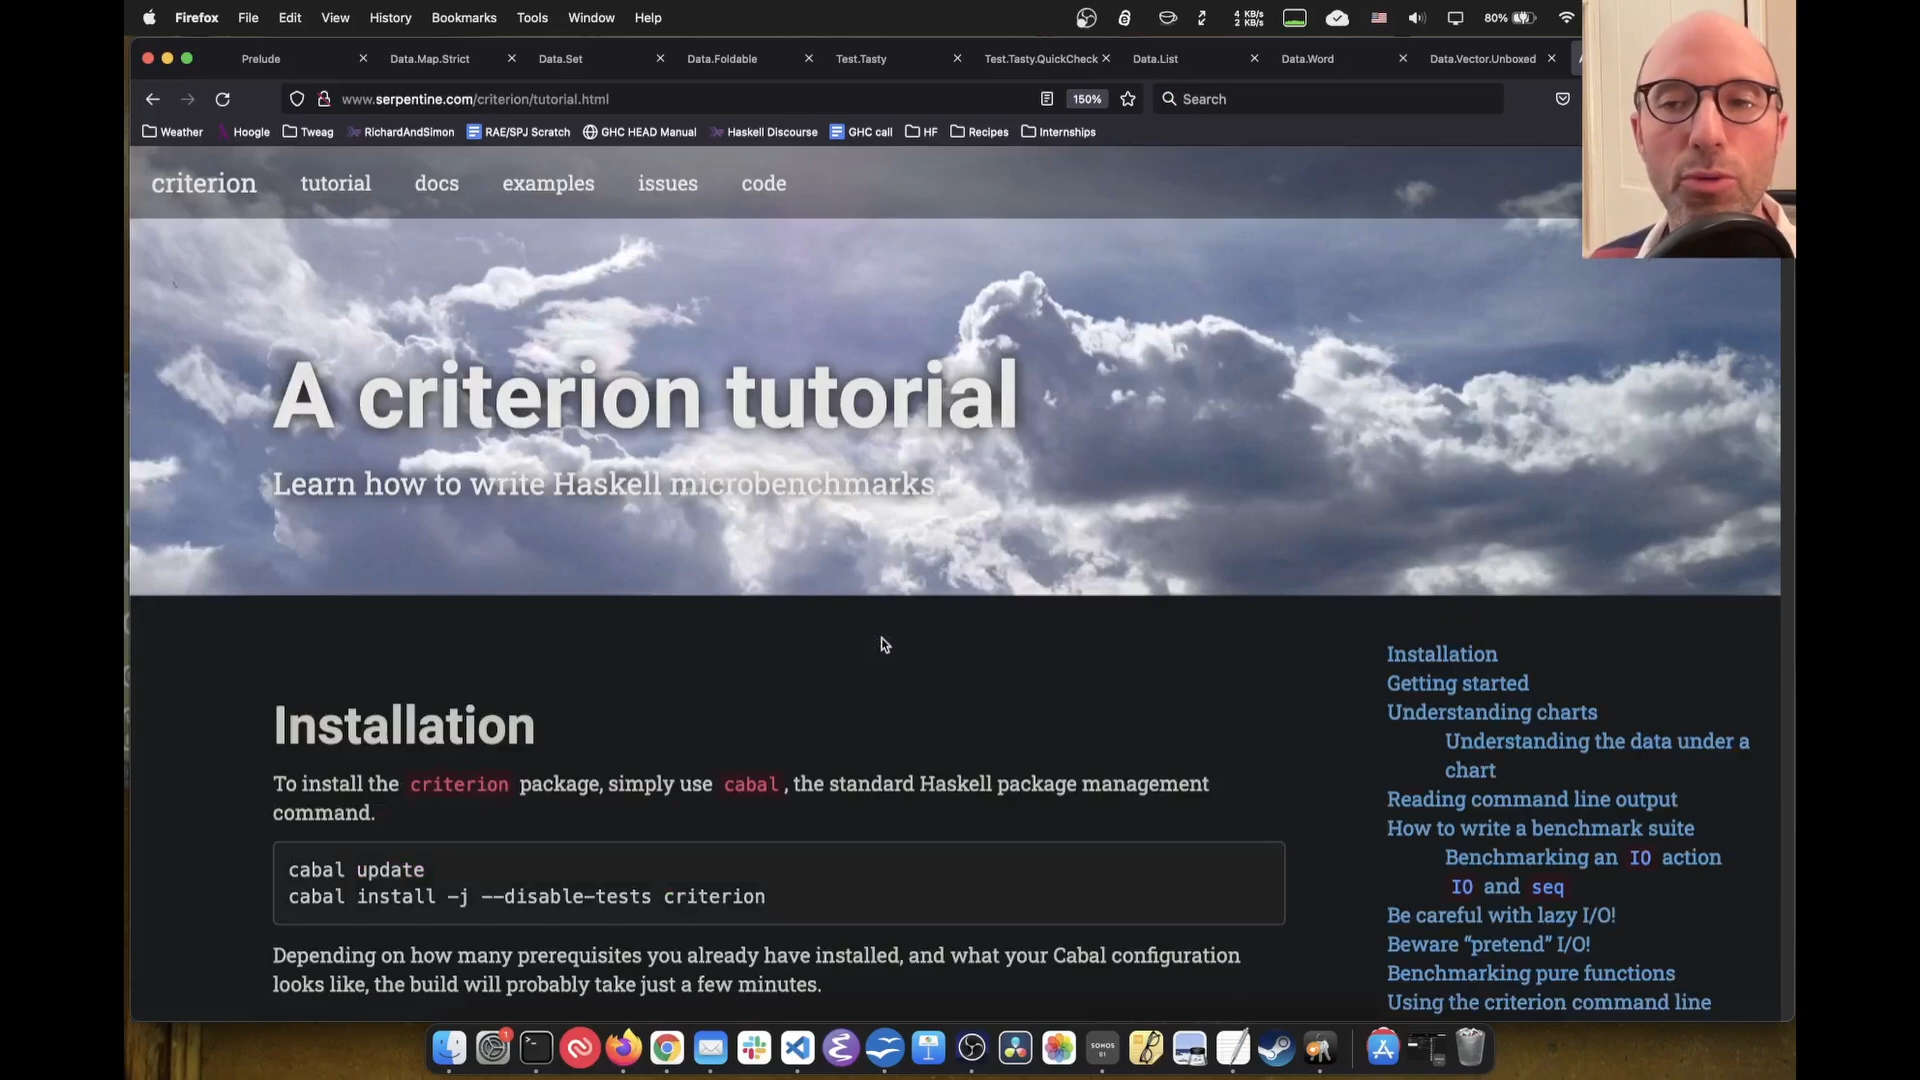 Firefox File Edit View History Bookmarks Tools Window Help
4 KB/s
2 KB/s
80%
Prelude Data.Map.Strict Data.Set Data.Foldable Test.Tasty Test.Tasty.QuickCheck Data.List Data.Word Data.Vector.Unboxed
www.serpentine.com/criterion/tutorial.html 150% Search
Weather Hoogle Tweag RichardAndSimon RAE/SPJ Scratch GHC HEAD Manual Haskell Discourse GHC call HF Recipes Internships
criterion tutorial docs examples issues code
A criterion tutorial
Learn how to write Haskell microbenchmarks.
Installation
To install the criterion package, simply use cabal, the standard Haskell package management
command.
cabal update
cabal install -j --disable-tests criterion
Depending on how many prerequisites you already have installed, and what your Cabal configuration
looks like, the build will probably take just a few minutes.
Installation
Getting started
Understanding charts
Understanding the data under a
chart
Reading command line output
How to write a benchmark suite
Benchmarking an IO action
IO and seq
Be careful with lazy I/O!
Beware “pretend” I/O!
Benchmarking pure functions
Using the criterion command line
1
SONOS
S1